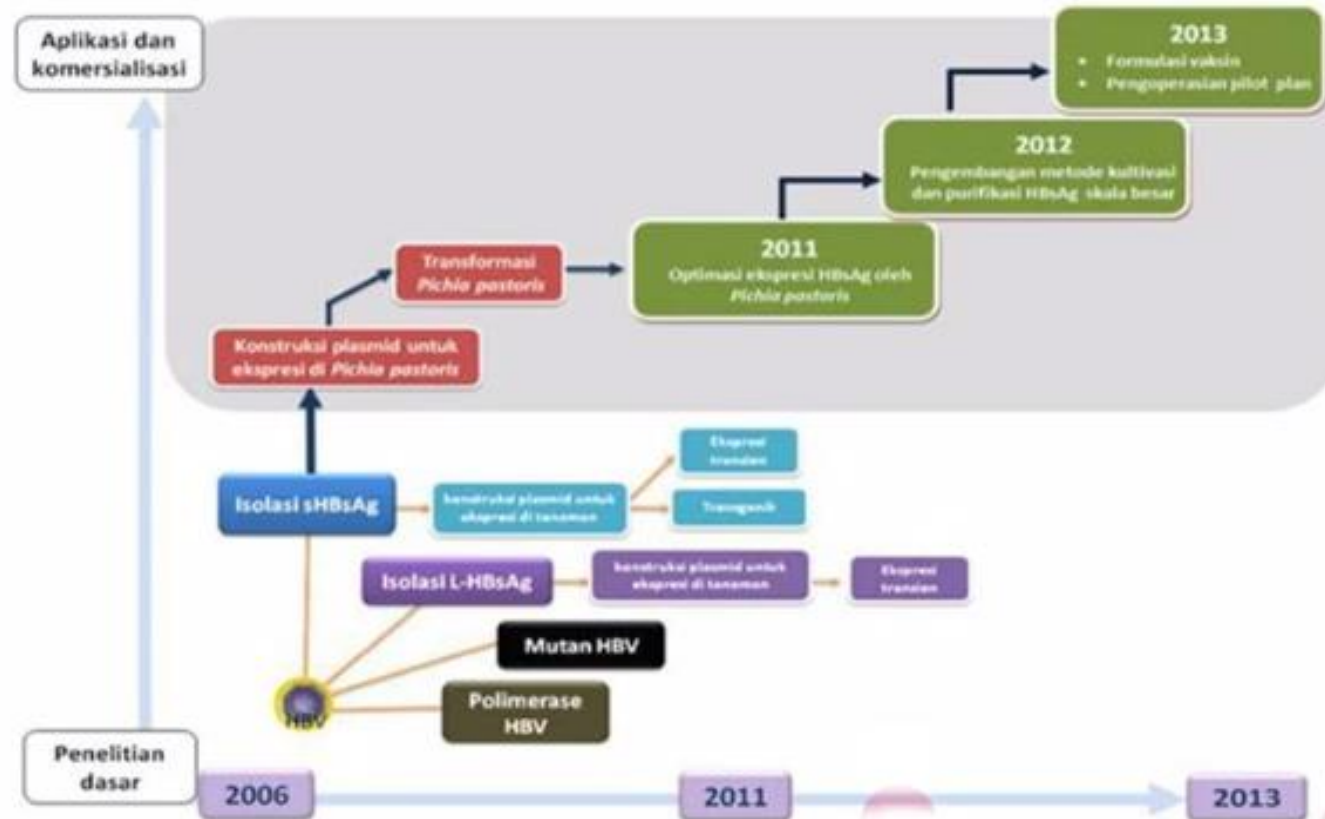 Aplikasi dan
komersialisasi
2013
• Formulasi vaksin
• Pengoperasian pilot plan
2012
Pengembangan metode kultivasi
dan purifikasi HBsAg skala besar
2011
Optimasi ekspresi HBsAg oleh
Pichia pastoris
Transformasi
Pichia pastoris
Konstruksi plasmid untuk
ekspresi di Pichia pastoris
Isolasi sHBsAg
konstruksi plasmid untuk
ekspresi di tanaman
Ekspresi
transien
Transgenik
Isolasi L-HBsAg
konstruksi plasmid untuk
ekspresi di tanaman
Ekspresi
transien
Mutan HBV
Polimerase
HBV
HBV
Penelitian
dasar
2006
2011
2013